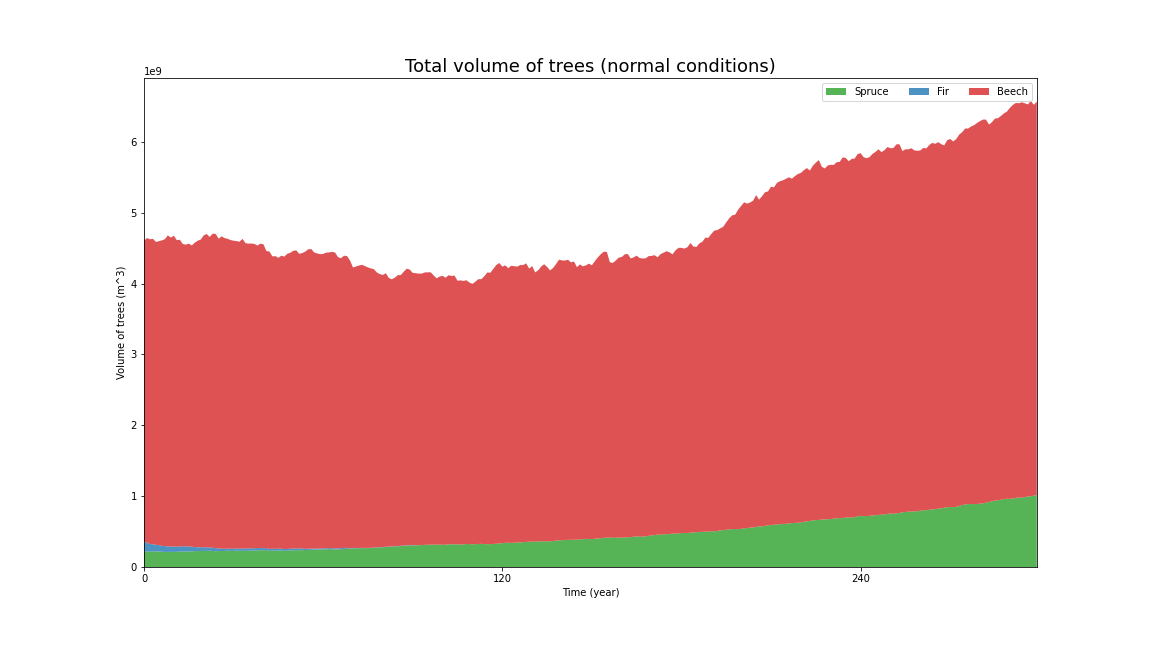 Total volume of trees (normal conditions)
1e9
Spruce Fir Beech
6
5
4
3
2
1
0
Volume of trees (m^3)
0 120 240
Time (year)